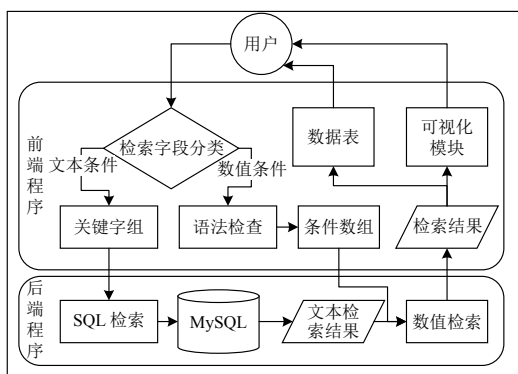 用户
前端程序
检索字段分类
文本条件
数值条件
数据表
可视化
模块
关键字组
语法检查
条件数组
检索结果
后端程序
SQL 检索
MySQL
文本检
索结果
数值检索